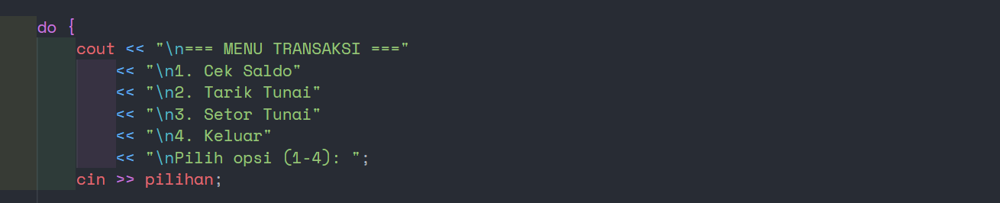 do {
cout << "\n=== MENU TRANSAKSI ==="
<< "\n1. Cek Saldo"
<< "\n2. Tarik Tunai"
<< "\n3. Setor Tunai"
<< "\n4. Keluar"
<< "\nPilih opsi (1-4): ";
cin >> pilihan;